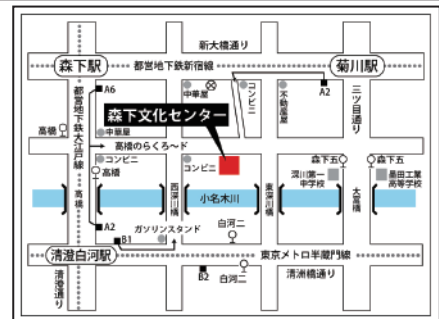 新大橋通り
森下駅
都営地下鉄新宿線
菊川駅
A6
中華屋
コンビニ
不動産屋
A2
三ツ目通り
都営地下鉄大江戸線
森下文化センター
高橋
中華屋
高橋のらくろ〜ド
コンビニ
高橋
コンビニ
森下五
森下五
深川第一
中学校
墨田工業
高等学校
高橋
西深川橋
小名木川
東深川橋
大富橋
A2
ガソリンスタンド
白河二
B1
清澄白河駅
東京メトロ半蔵門線
清澄通り
B2
白河二
清洲橋通り